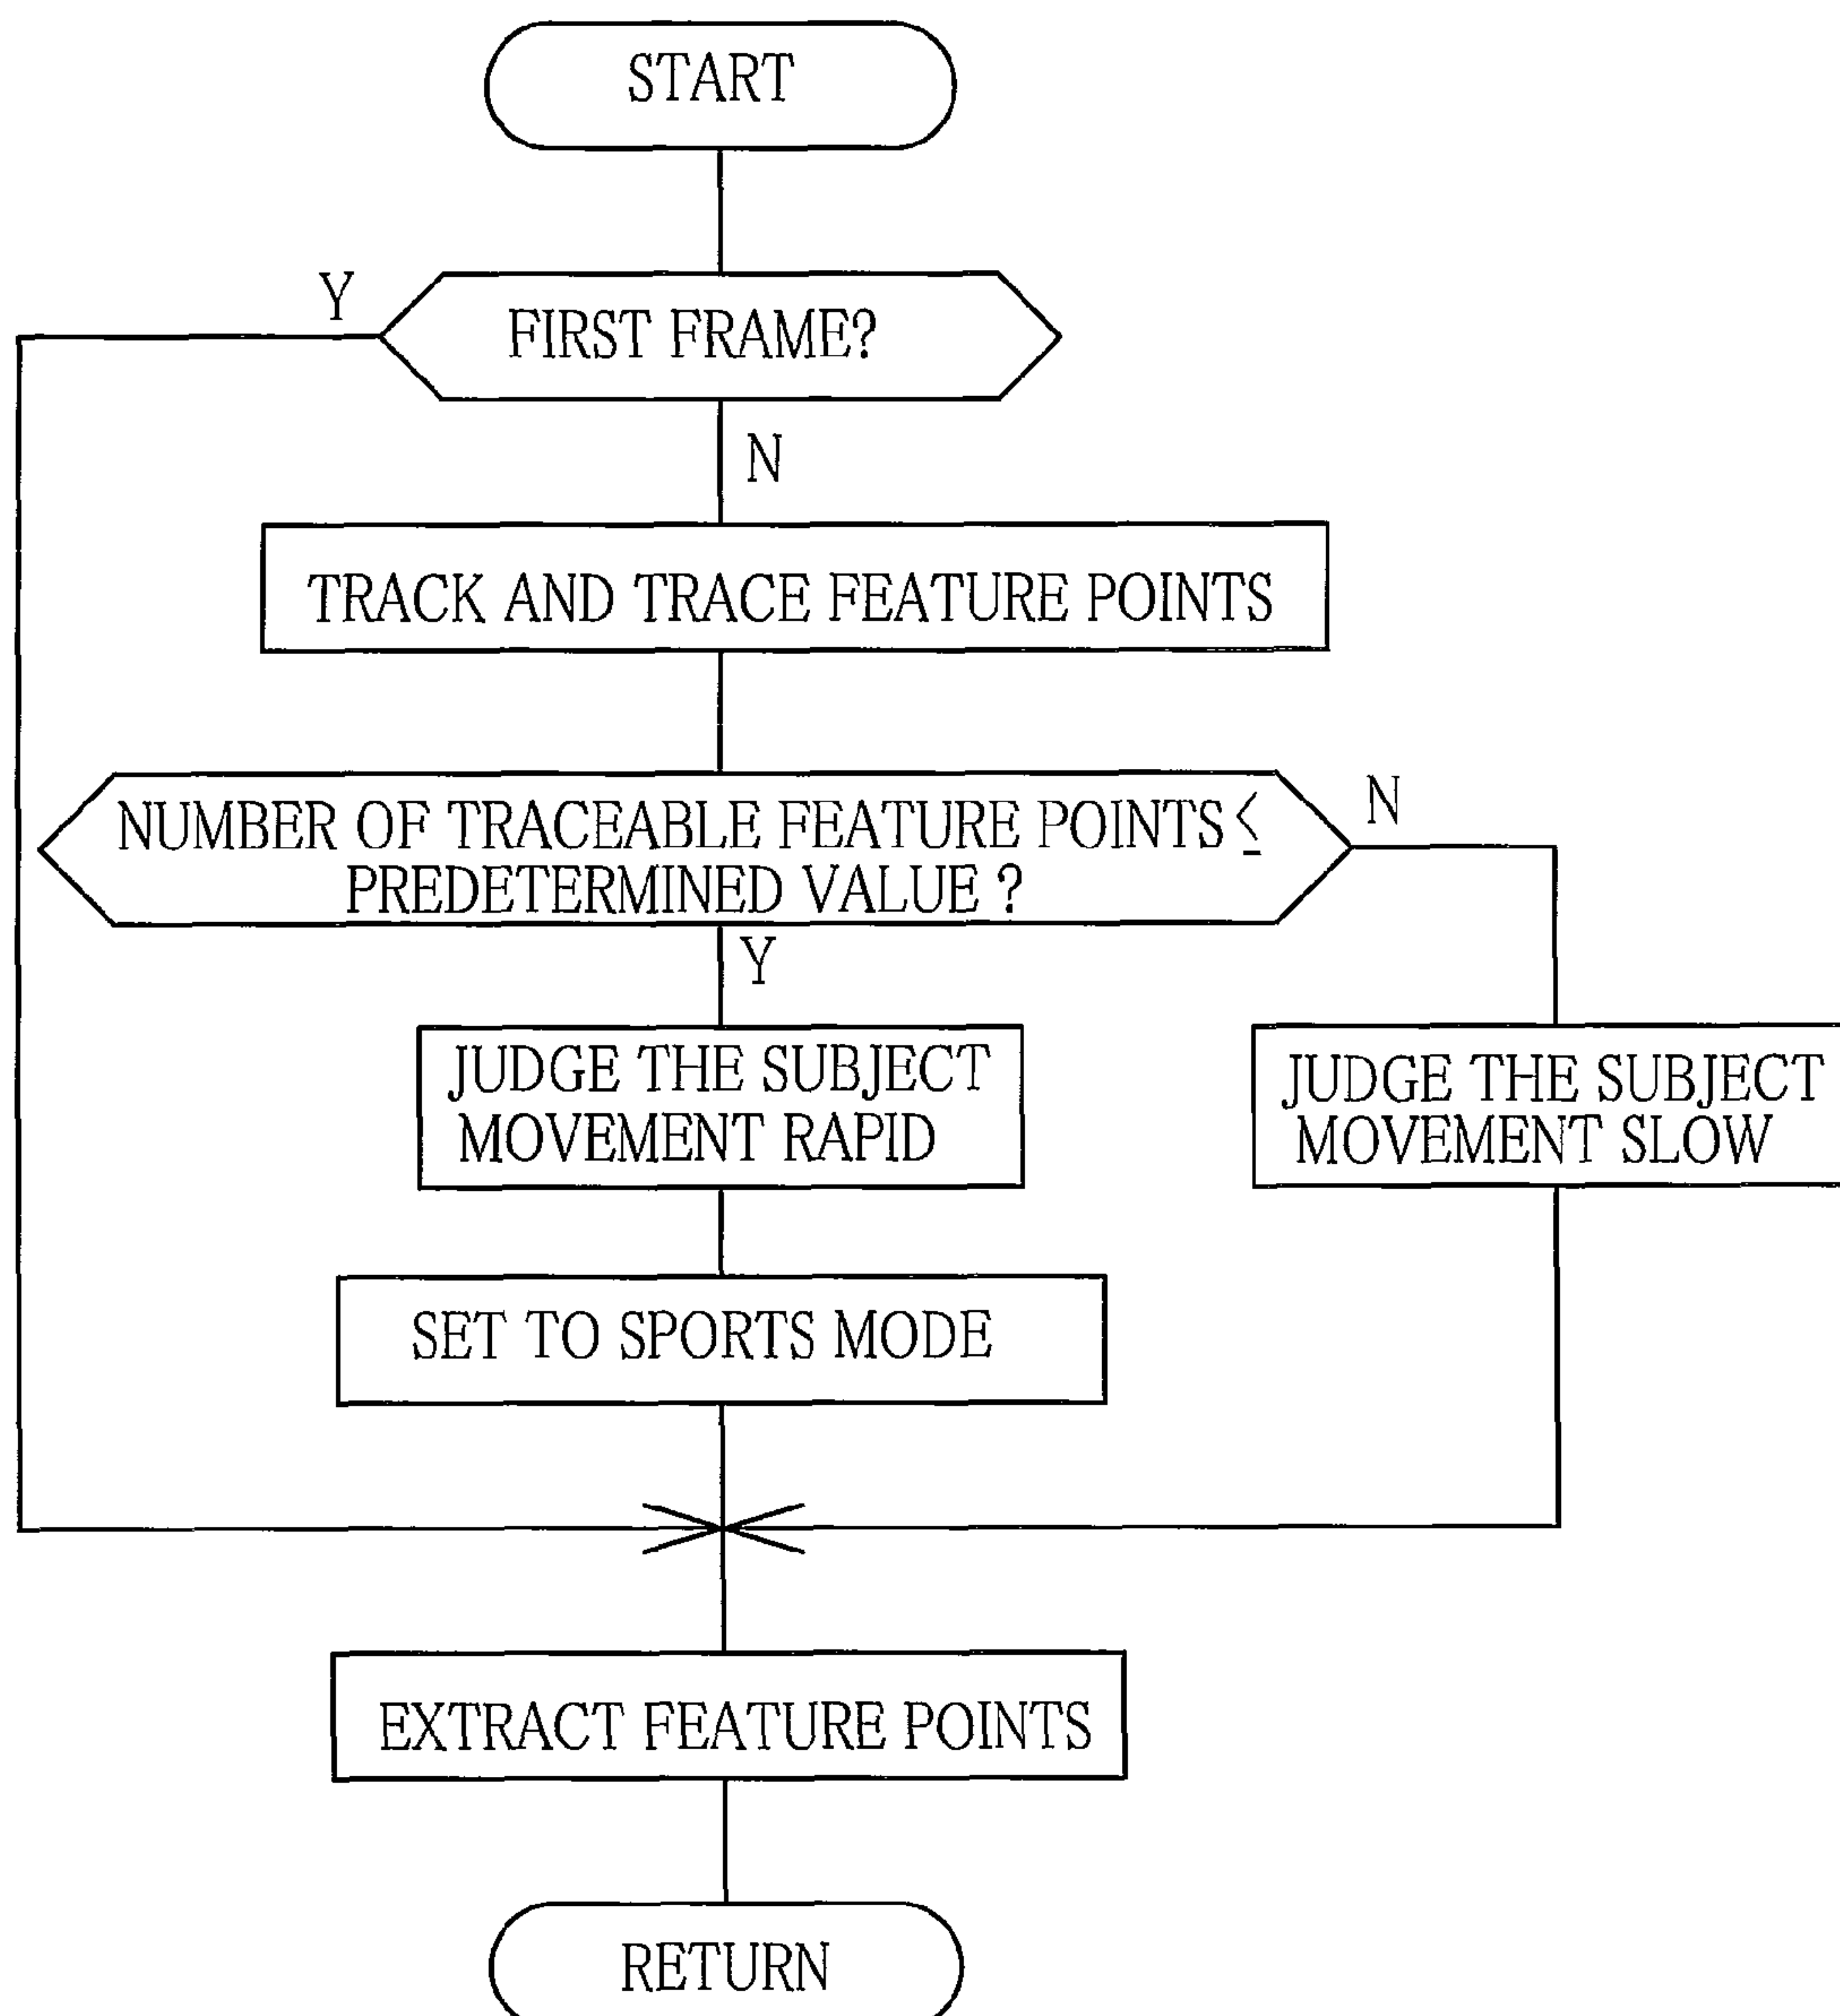 START
Y
FIRST FRAME?
N
TRACK AND TRACE FEATURE POINTS
NUMBER OF TRACEABLE FEATURE POINTS ≤
PREDETERMINED VALUE ?
N
Y
JUDGE THE SUBJECT
MOVEMENT RAPID
JUDGE THE SUBJECT
MOVEMENT SLOW
SET TO SPORTS MODE
EXTRACT FEATURE POINTS
RETURN